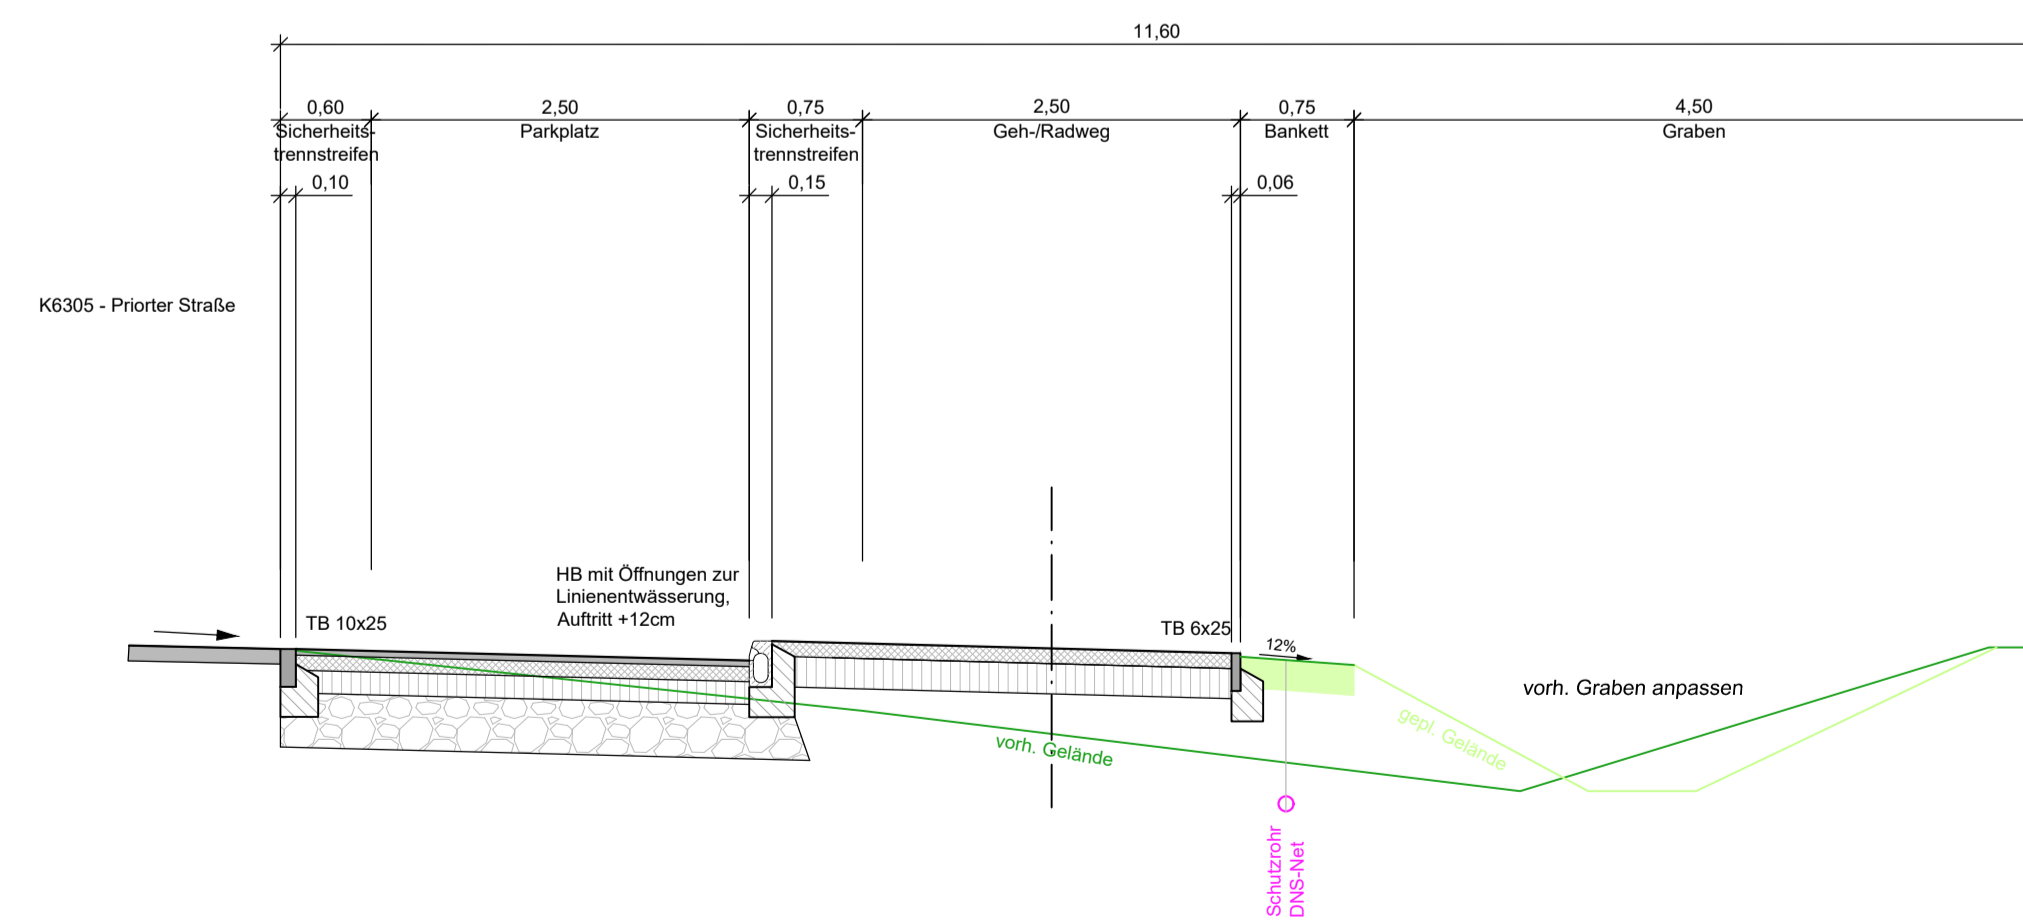 11,60
0,60
2,50
0,75
2,50
0,75
4,50
Sicherheits-
trennstreifen
Parkplatz
Sicherheits-
trennstreifen
Geh-/Radweg
Bankett
Graben
0,10
0,15
0,06
K6305 - Priorter Straße
HB mit Öffnungen zur
Linienentwässerung,
Auftritt +12cm
TB 10x25
TB 6x25
12%
vorh. Graben anpassen
gepl. Gelände
vorh. Gelände
Schutzrohr
DNS-Net